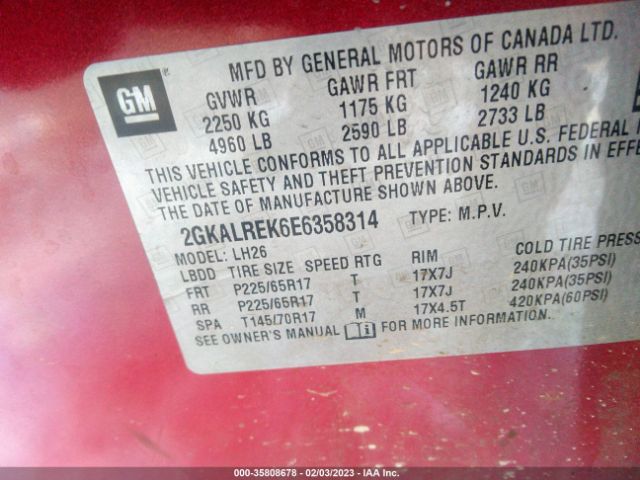 MFD BY GENERAL MOTORS OF CANADA LTD.
GM
GVWR GAWR FRT GAWR RR
2250 KG 1175 KG 1240 KG
4960 LB 2590 LB 2733 LB
THIS VEHICLE CONFORMS TO ALL APPLICABLE U.S. FEDERAL
VEHICLE SAFETY AND THEFT PREVENTION STANDARDS IN EFFE
THE DATE OF MANUFACTURE SHOWN ABOVE.
2GKALREK6E6358314 TYPE: M.P.V.
MODEL: LH26
LBDD TIRE SIZE SPEED RTG RIM COLD TIRE PRESS
FRT P225/65R17 T 17X7J 240KPA(35PSI)
RR P225/65R17 T 17X7J 240KPA(35PSI)
SPA T145/70R17 M 17X4.5T 420KPA(60PSI)
SEE OWNER'S MANUAL FOR MORE INFORMATION.
000-35808678 - 02/03/2023 - IAA Inc.